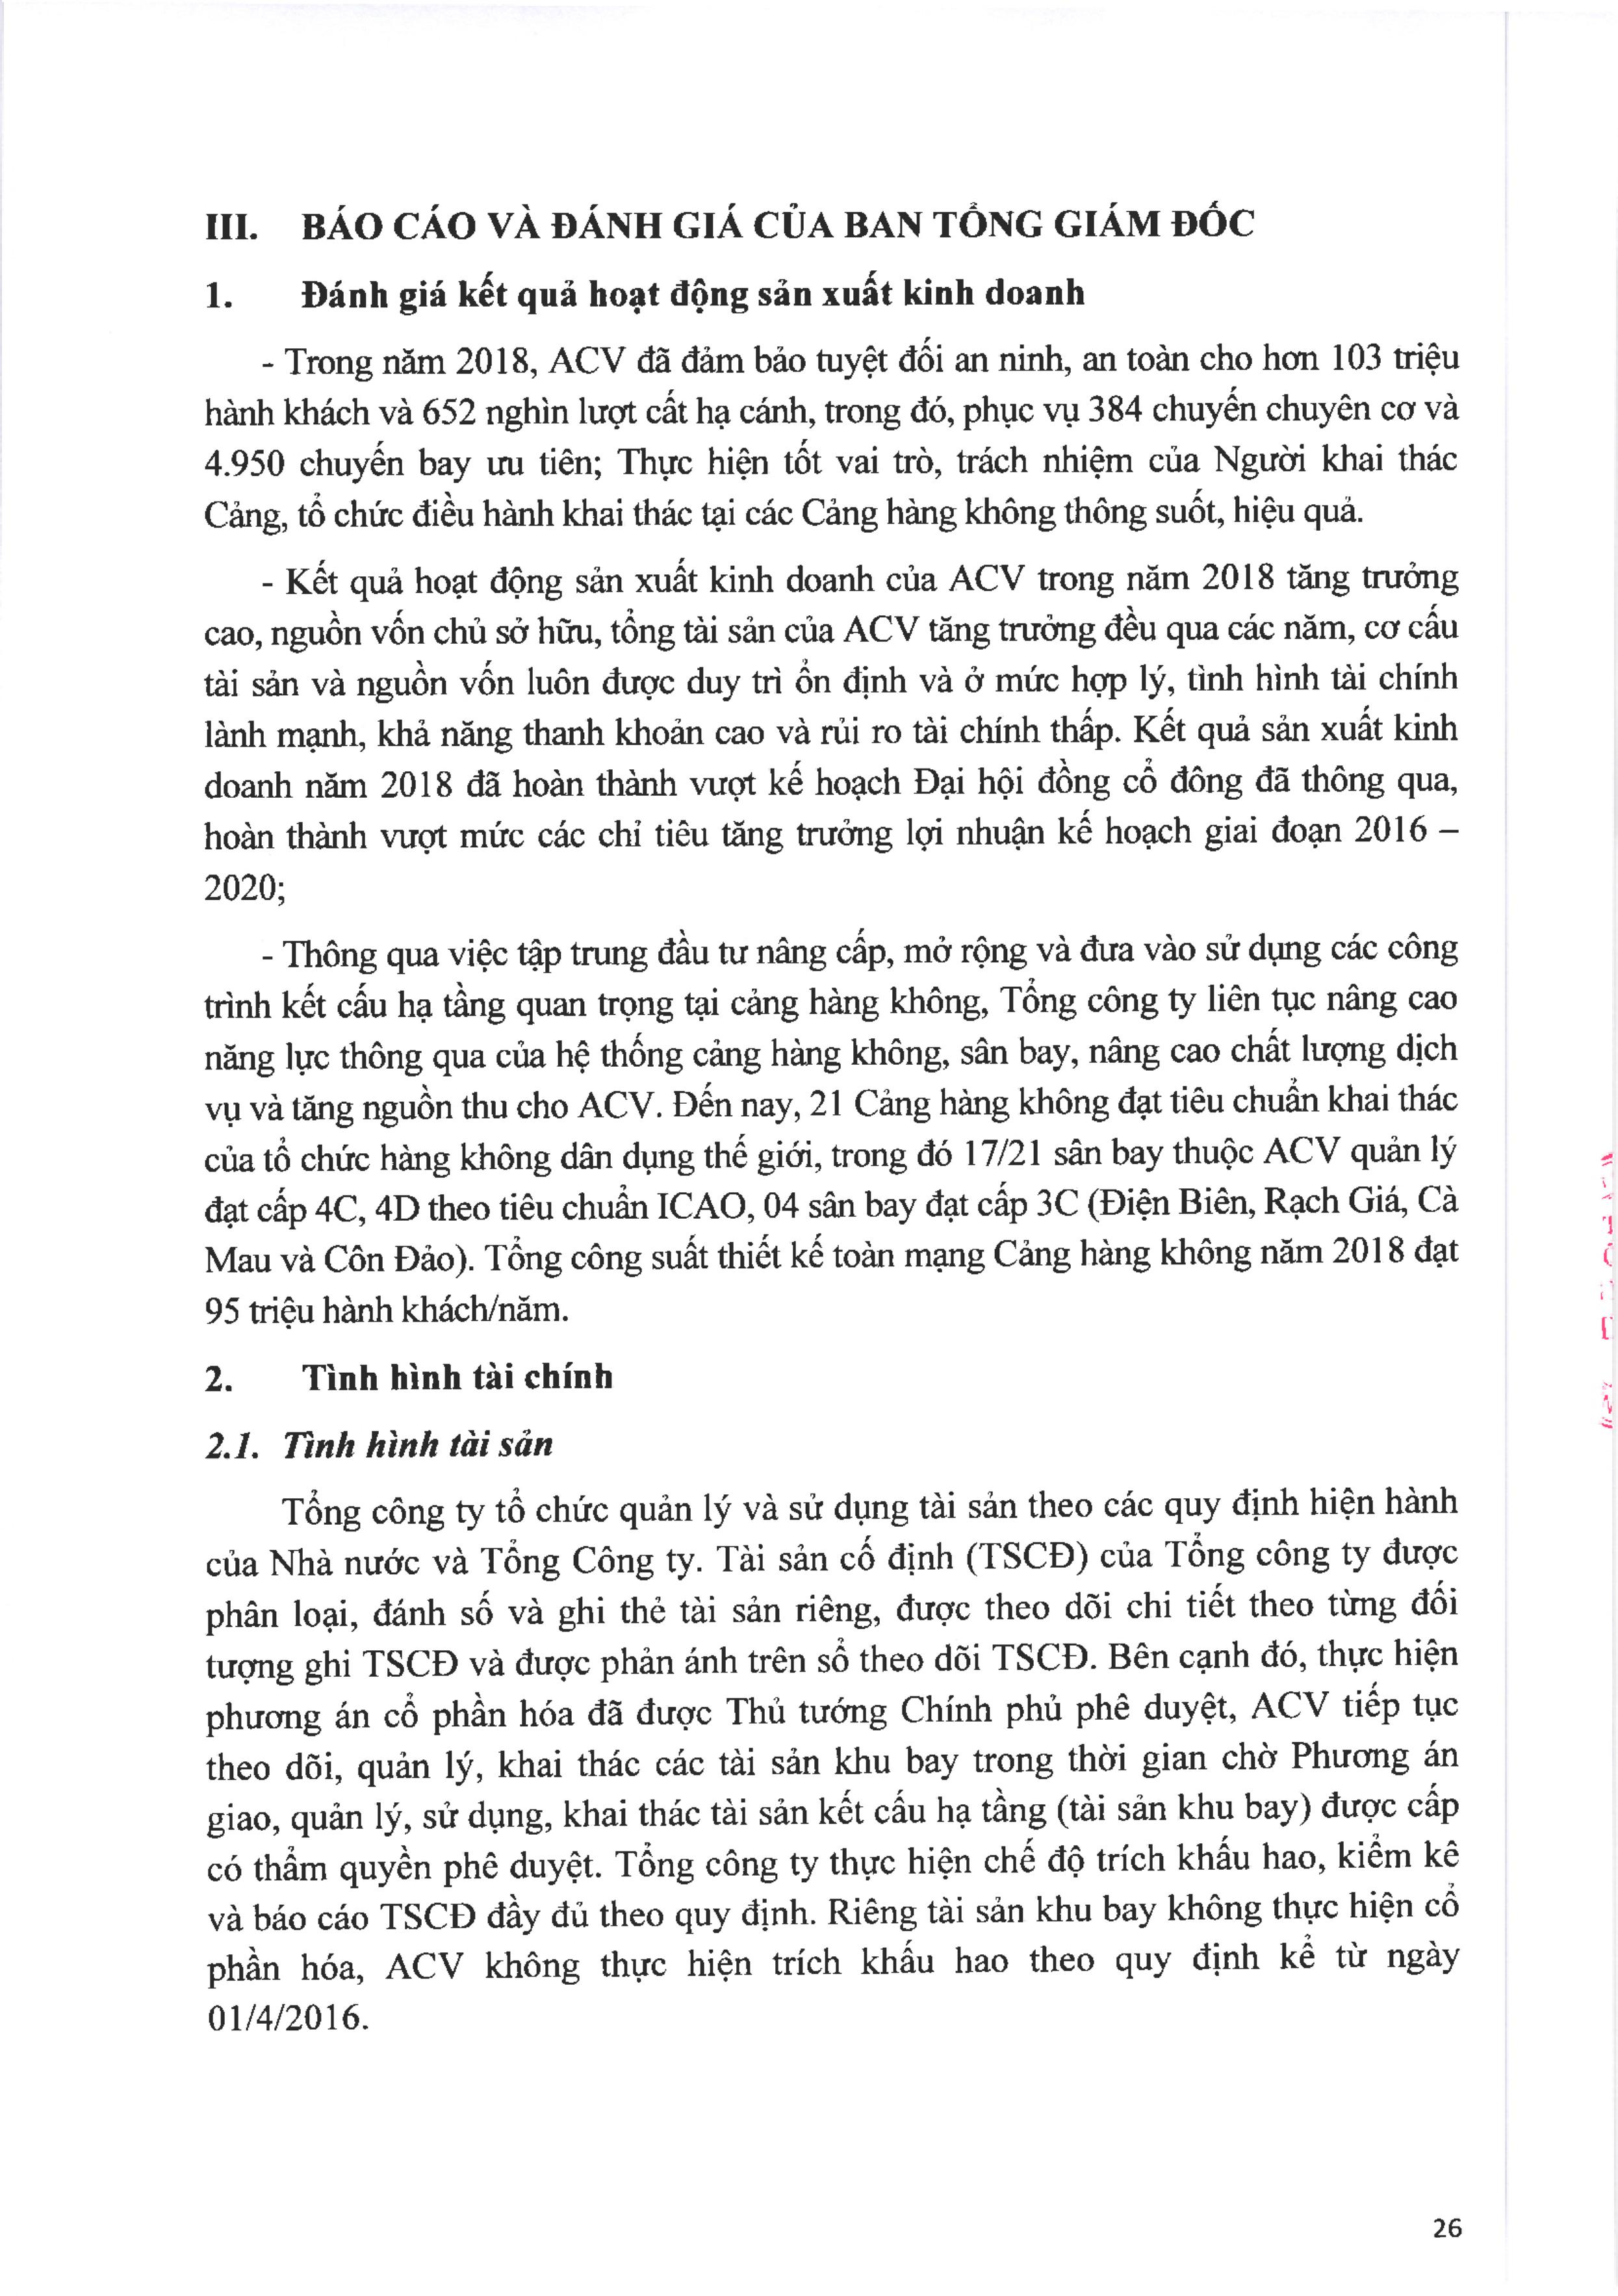 III. BÁO CÁO VÀ ĐÁNH GIÁ CỦA BAN TỔNG GIÁM ĐỐC
1. Đánh giá kết quả hoạt động sản xuất kinh doanh
- Trong năm 2018, ACV đã đảm bảo tuyệt đối an ninh, an toàn cho hơn 103 triệu
hành khách và 652 nghìn lượt cất hạ cánh, trong đó, phục vụ 384 chuyến chuyên cơ và
4.950 chuyến bay ưu tiên; Thực hiện tốt vai trò, trách nhiệm của Người khai thác
Cảng, tổ chức điều hành khai thác tại các Cảng hàng không thông suốt, hiệu quả.
- Kết quả hoạt động sản xuất kinh doanh của ACV trong năm 2018 tăng trưởng
cao, nguồn vốn chủ sở hữu, tổng tài sản của ACV tăng trưởng đều qua các năm, cơ cấu
tài sản và nguồn vốn luôn được duy trì ổn định và ở mức hợp lý, tình hình tài chính
lành mạnh, khả năng thanh khoản cao và rủi ro tài chính thấp. Kết quả sản xuất kinh
doanh năm 2018 đã hoàn thành vượt kế hoạch Đại hội đồng cổ đông đã thông qua,
hoàn thành vượt mức các chỉ tiêu tăng trưởng lợi nhuận kế hoạch giai đoạn 2016 –
2020;
- Thông qua việc tập trung đầu tư nâng cấp, mở rộng và đưa vào sử dụng các công
trình kết cấu hạ tầng quan trọng tại cảng hàng không, Tổng công ty liên tục nâng cao
năng lực thông qua của hệ thống cảng hàng không, sân bay, nâng cao chất lượng dịch
vụ và tăng nguồn thu cho ACV. Đến nay, 21 Cảng hàng không đạt tiêu chuẩn khai thác
của tổ chức hàng không dân dụng thế giới, trong đó 17/21 sân bay thuộc ACV quản lý
đạt cấp 4C, 4D theo tiêu chuẩn ICAO, 04 sân bay đạt cấp 3C (Điện Biên, Rạch Giá, Cà
Mau và Côn Đảo). Tổng công suất thiết kế toàn mạng Cảng hàng không năm 2018 đạt
95 triệu hành khách/năm.
2. Tình hình tài chính
2.1. Tình hình tài sản
Tổng công ty tổ chức quản lý và sử dụng tài sản theo các quy định hiện hành
của Nhà nước và Tổng Công ty. Tài sản cố định (TSCĐ) của Tổng công ty được
phân loại, đánh số và ghi thẻ tài sản riêng, được theo dõi chi tiết theo từng đối
tượng ghi TSCĐ và được phản ánh trên sổ theo dõi TSCĐ. Bên cạnh đó, thực hiện
phương án cổ phần hóa đã được Thủ tướng Chính phủ phê duyệt, ACV tiếp tục
theo dõi, quản lý, khai thác các tài sản khu bay trong thời gian chờ Phương án
giao, quản lý, sử dụng, khai thác tài sản kết cấu hạ tầng (tài sản khu bay) được cấp
có thẩm quyền phê duyệt. Tổng công ty thực hiện chế độ trích khấu hao, kiểm kê
và báo cáo TSCĐ đầy đủ theo quy định. Riêng tài sản khu bay không thực hiện cổ
phần hóa, ACV không thực hiện trích khấu hao theo quy định kể từ ngày
01/4/2016.
26